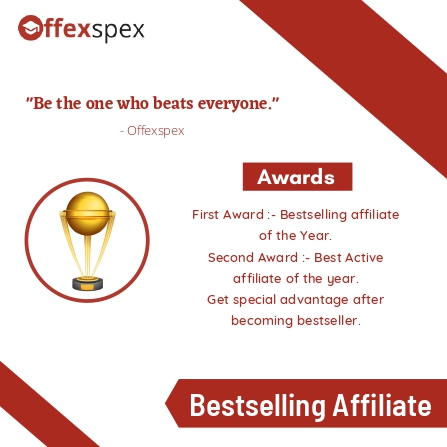 Offexspex
"Be the one who beats everyone."
- Offexspex
Awards
First Award :- Bestselling affiliate
of the Year.
Second Award :- Best Active
affiliate of the year.
Get special advantage after
becoming bestseller.
Bestselling Affiliate